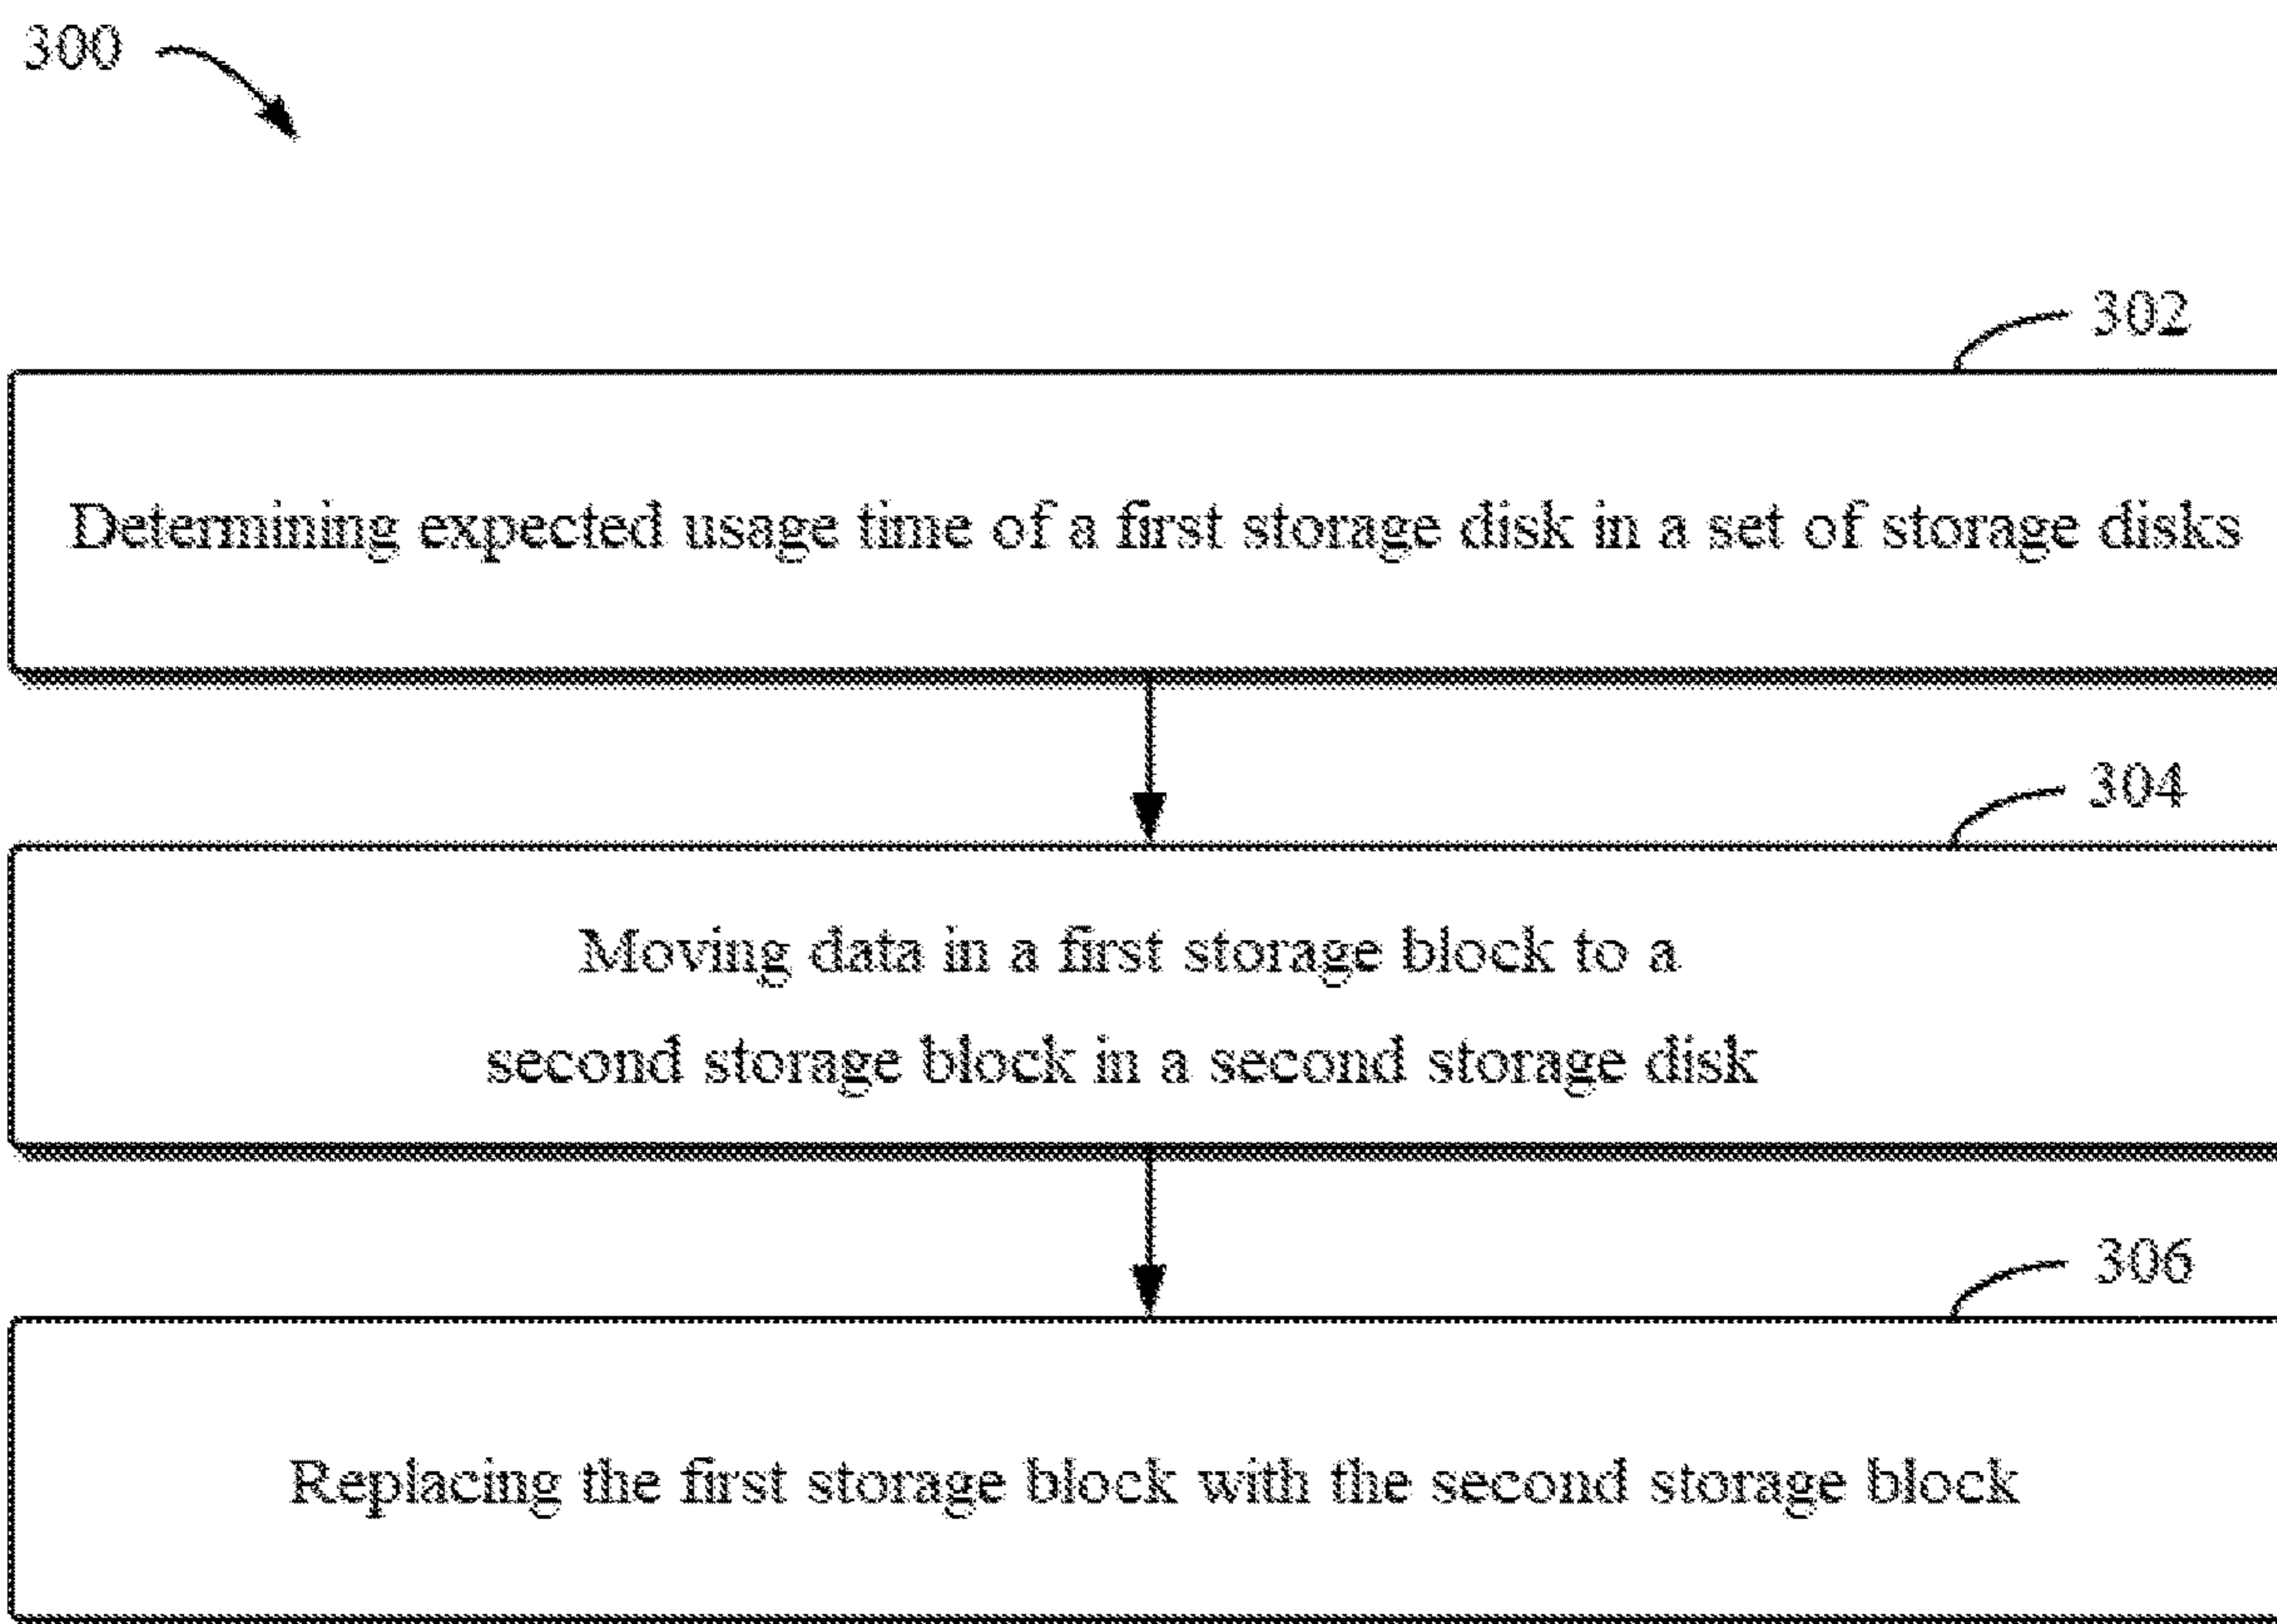 300
302
Determining expected usage time of a first storage disk in a set of storage disks
304
Moving data in a first storage block to a
second storage block in a second storage disk
306
Replacing the first storage block with the second storage block